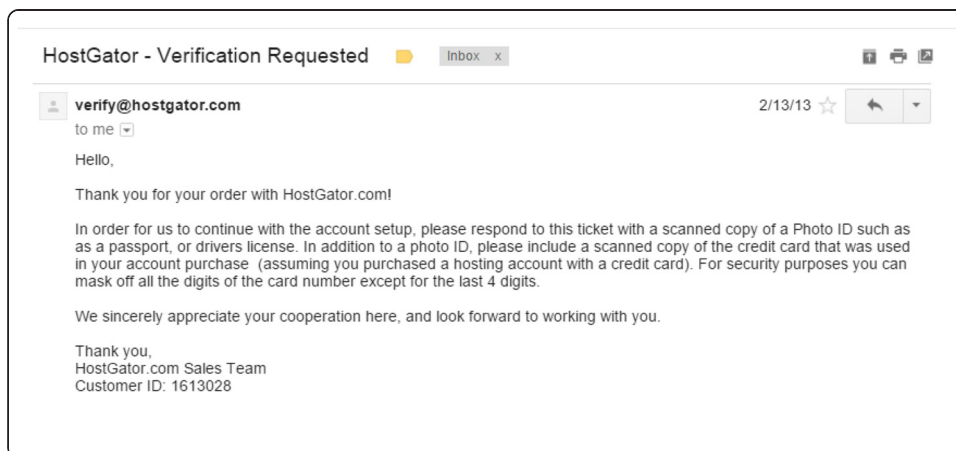 HostGator - Verification Requested Inbox x
verify@hostgator.com 2/13/13
to me
Hello,
Thank you for your order with HostGator.com!
In order for us to continue with the account setup, please respond to this ticket with a scanned copy of a Photo ID such as
as a passport, or drivers license. In addition to a photo ID, please include a scanned copy of the credit card that was used
in your account purchase  (assuming you purchased a hosting account with a credit card). For security purposes you can
mask off all the digits of the card number except for the last 4 digits.
We sincerely appreciate your cooperation here, and look forward to working with you.
Thank you,
HostGator.com Sales Team
Customer ID: 1613028